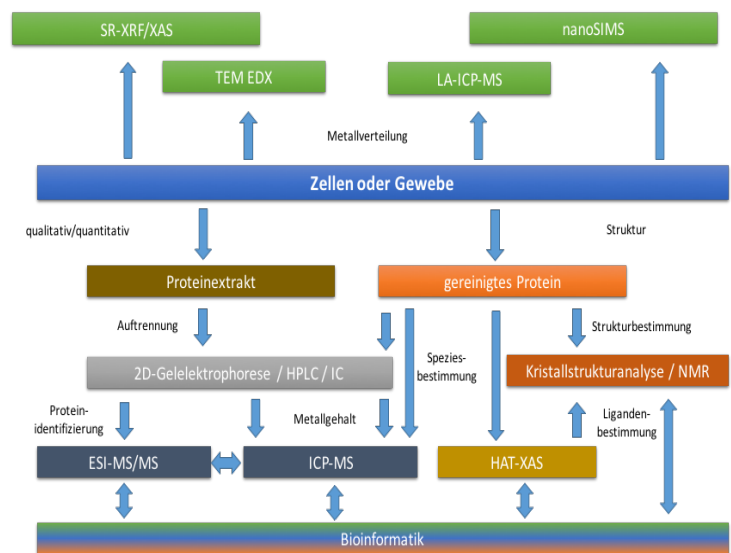 SR-XRF/XAS
nanoSIMS
TEM EDX
LA-ICP-MS
Metallverteilung
Zellen oder Gewebe
qualitativ/quantitativ
Struktur
Proteinextrakt
gereinigtes Protein
Auftrennung
Strukturbestimmung
2D-Gelelektrophorese / HPLC / IC
Spezies-
bestimmung
Kristallstrukturanalyse / NMR
Protein-
identifizierung
Metallgehalt
Liganden-
bestimmung
ESI-MS/MS
ICP-MS
HAT-XAS
Bioinformatik